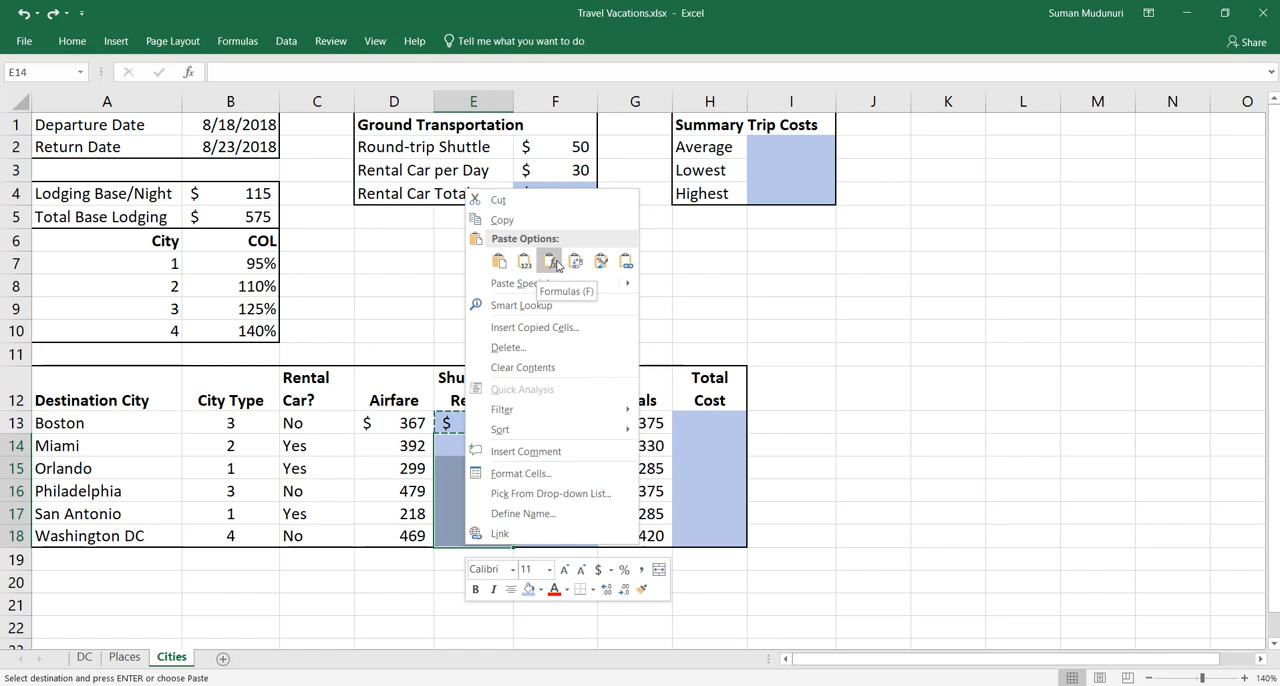 Travel Vacations.xlsx - Excel
Suman Mudunuri
File Home Insert Page Layout Formulas Data Review View Help Tell me what you want to do Share
E14 fx
A B C D E F G H I J K L M N O
1 Departure Date 8/18/2018 Ground Transportation Summary Trip Costs
2 Return Date 8/23/2018 Round-trip Shuttle $ 50 Average
3 Rental Car per Day $ 30 Lowest
4 Lodging Base/Night $ 115 Rental Car Tota Highest
5 Total Base Lodging $ 575
6 City COL
7 1 95%
8 2 110%
9 3 125%
10 4 140%
11
Rental Total
12 Destination City City Type Car? Airfare Cost
13 Boston 3 No $ 367 $ 375
14 Miami 2 Yes 392 330
15 Orlando 1 Yes 299 285
16 Philadelphia 3 No 479 375
17 San Antonio 1 Yes 218 285
18 Washington DC 4 No 469 420
19
20
21
22
Cut
Copy
Paste Options:
123 fx
Paste Spec
Formulas (F)
Smart Lookup
Insert Copied Cells...
Delete...
Clear Contents
Quick Analysis
Filter
Sort
Insert Comment
Format Cells...
Pick From Drop-down List...
Define Name...
Link
Calibri 11 A A $ % ,
B I A
DC Places Cities
Select destination and press ENTER or choose Paste
140%